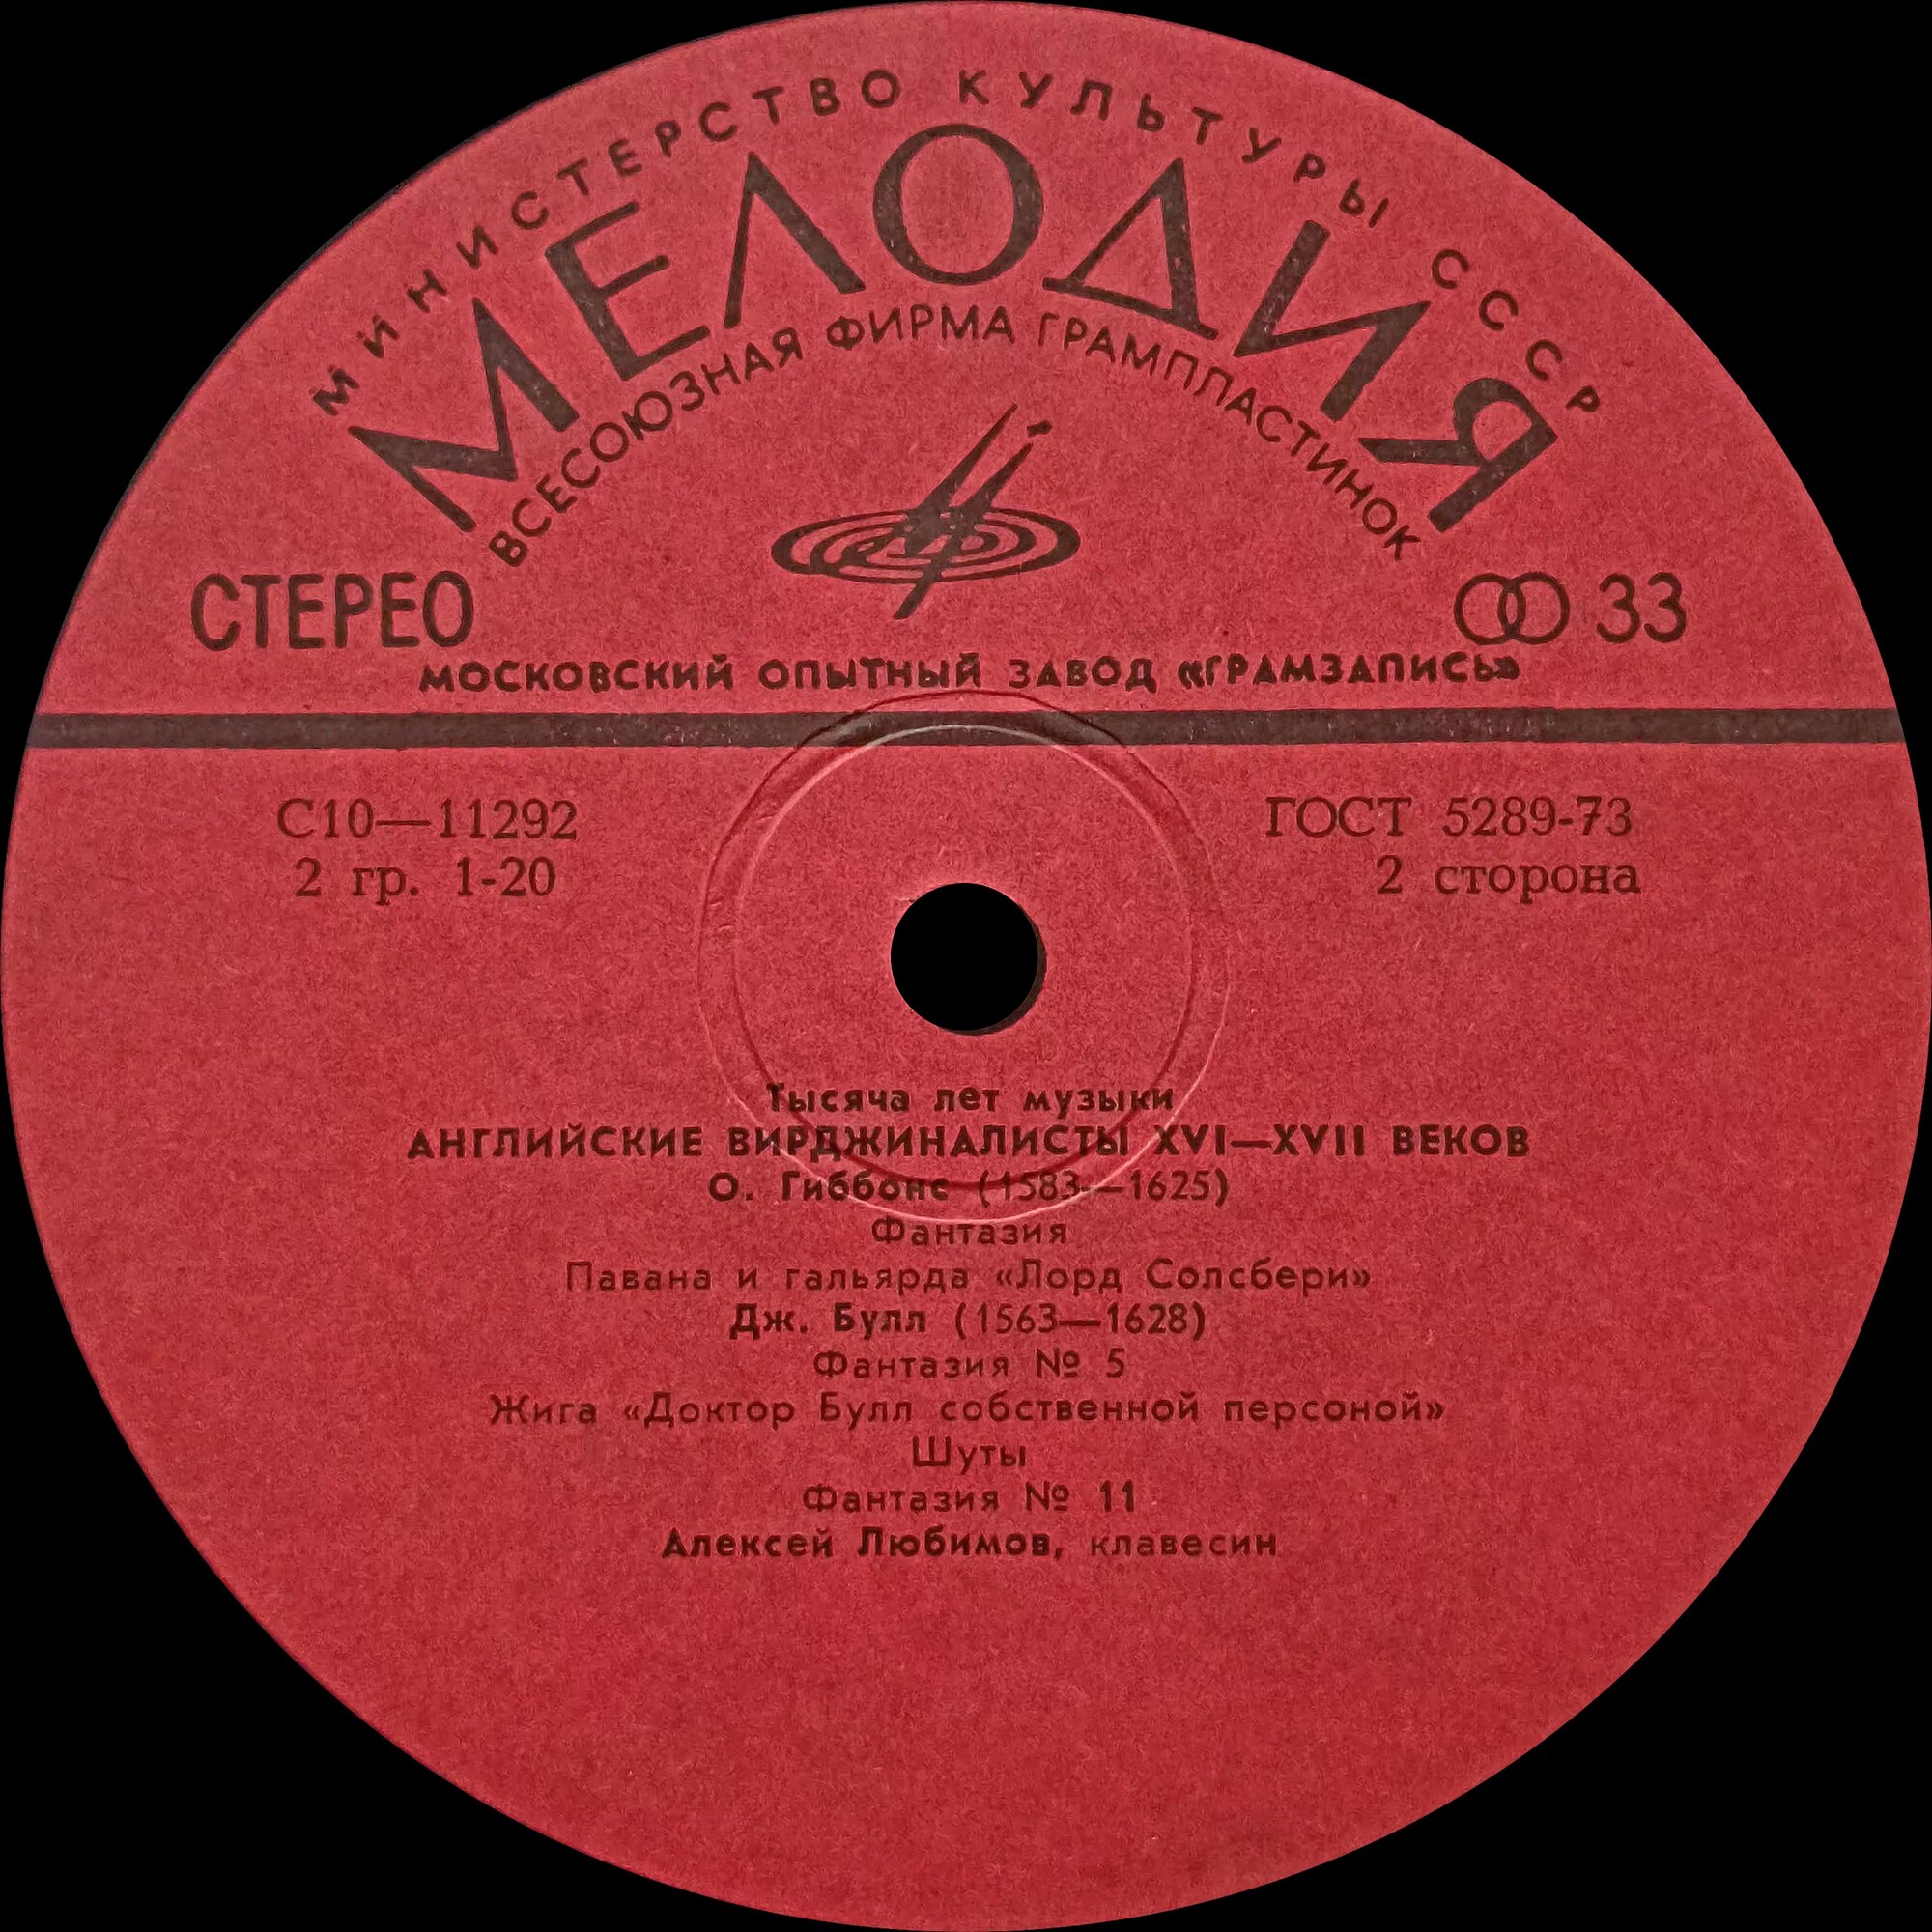 МИНИСТЕРСТВО КУЛЬТУРЫ СССР
МЕЛОДИЯ
ВСЕСОЮЗНАЯ ФИРМА ГРАМПЛАСТИНОК
СТЕРЕО
33
МОСКОВСКИЙ ОПЫТНЫЙ ЗАВОД «ГРАМЗАПИСЬ»
С10—11292
ГОСТ 5289-73
2 гр. 1-20
2 сторона
Тысяча лет музыки
АНГЛИЙСКИЕ ВИРДЖИНАЛИСТЫ XVI—XVII ВЕКОВ
О. Гиббонс (1583—1625)
Фантазия
Павана и гальярда «Лорд Солсбери»
Дж. Булл (1563—1628)
Фантазия № 5
Жига «Доктор Булл собственной персоной»
Шуты
Фантазия № 11
Алексей Любимов, клавесин